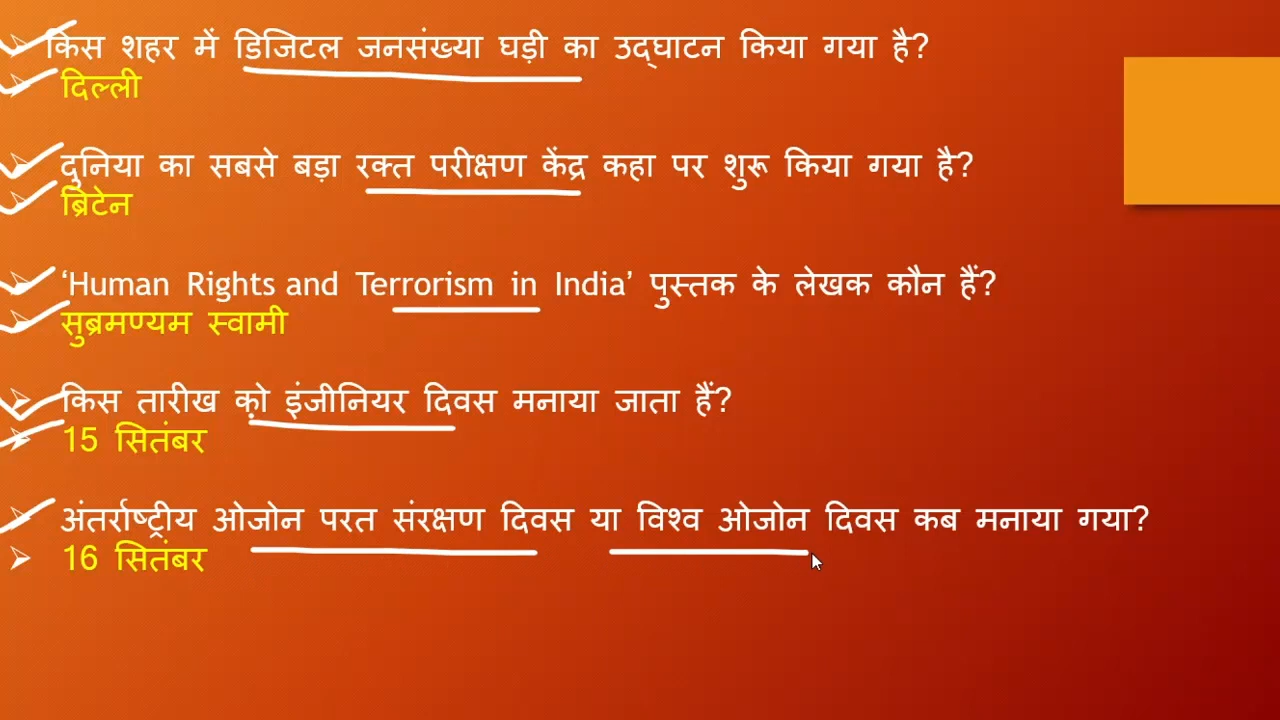 किस शहर में डिजिटल जनसंख्या घड़ी का उद्घाटन किया गया है?
दिल्ली
दुनिया का सबसे बड़ा रक्त परीक्षण केंद्र कहा पर शुरू किया गया है?
ब्रिटेन
‘Human Rights and Terrorism in India’ पुस्तक के लेखक कौन हैं?
सुब्रमण्यम स्वामी
किस तारीख को इंजीनियर दिवस मनाया जाता हैं?
15 सितंबर
अंतर्राष्ट्रीय ओजोन परत संरक्षण दिवस या विश्व ओजोन दिवस कब मनाया गया?
16 सितंबर